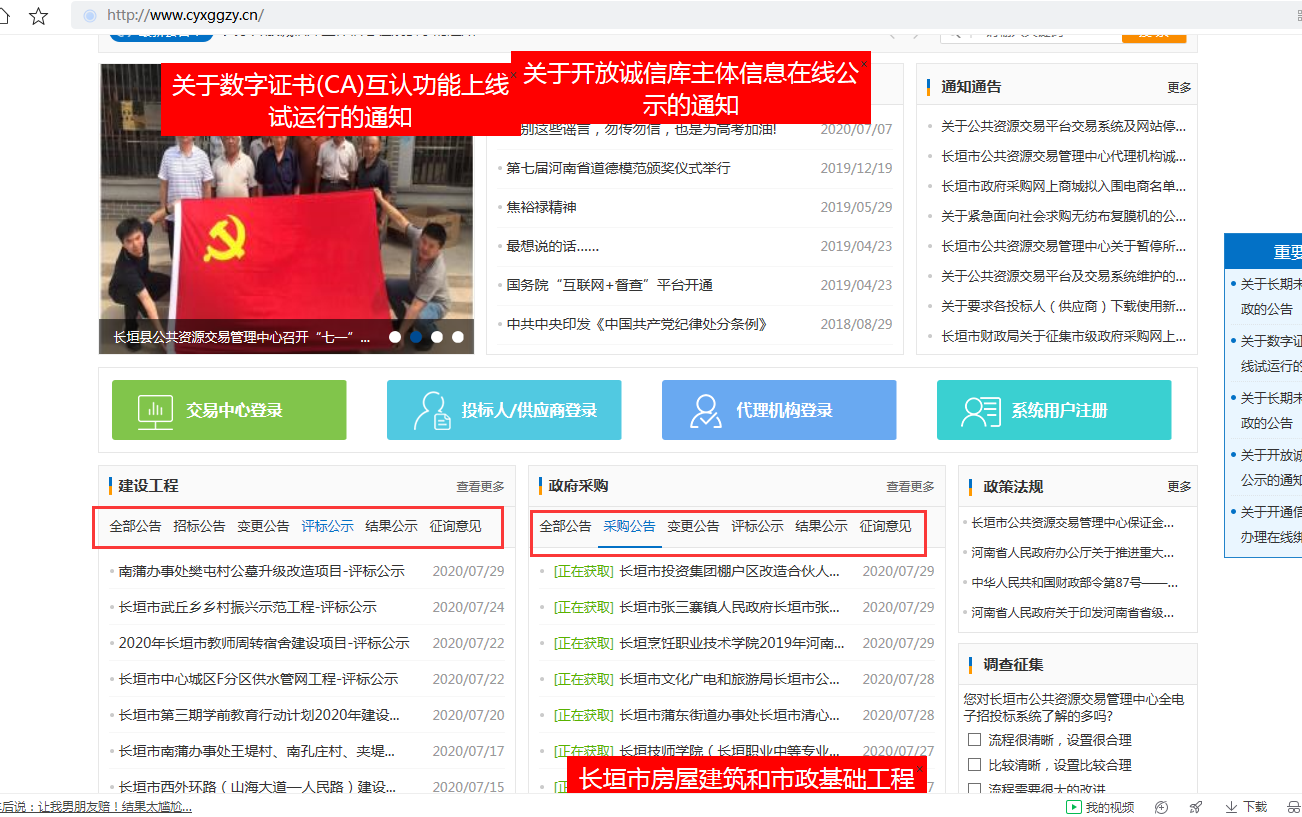 http://www.cyxggzy.cn/
关于数字证书(CA)互认功能上线
试运行的通知
关于开放诚信库主体信息在线公
示的通知
长垣县公共资源交易管理中心召开“七一”...
别这些谣言，勿传勿信，也是为高考加油! 2020/07/07
第七届河南省道德模范颁奖仪式举行 2019/12/19
焦裕禄精神 2019/05/29
最想说的话...... 2019/04/23
国务院“互联网+督查”平台开通 2019/04/23
中共中央印发《中国共产党纪律处分条例》 2018/08/29
通知通告 更多
关于公共资源交易平台交易系统及网站停...
长垣市公共资源交易管理中心代理机构诚...
长垣市政府采购网上商城拟入围电商名单...
关于紧急面向社会求购无纺布复膜机的公...
长垣市公共资源交易管理中心关于暂停所...
关于公共资源交易平台及交易系统维护的...
关于要求各投标人（供应商）下载使用新...
长垣市财政局关于征集市级政府采购网上...
重要
关于长期未
政的公告
关于数字证
线试运行的
关于长期未
政的公告
关于开放诚
公示的通知
关于开通信
办理在线绑
交易中心登录 投标人/供应商登录 代理机构登录 系统用户注册
建设工程 查看更多
全部公告 招标公告 变更公告 评标公示 结果公示 征询意见
南蒲办事处樊屯村公墓升级改造项目-评标公示 2020/07/29
长垣市武丘乡乡村振兴示范工程-评标公示 2020/07/24
2020年长垣市教师周转宿舍建设项目-评标公示 2020/07/22
长垣市中心城区F分区供水管网工程-评标公示 2020/07/22
长垣市第三期学前教育行动计划2020年建设... 2020/07/20
长垣市南蒲办事处王堤村、南孔庄村、夹堤... 2020/07/17
长垣市西外环路（山海大道—人民路）建设... 2020/07/15
政府采购 查看更多
全部公告 采购公告 变更公告 评标公示 结果公示 征询意见
[正在获取] 长垣市投资集团棚户区改造合伙人... 2020/07/29
[正在获取] 长垣市张三寨镇人民政府长垣市张... 2020/07/29
[正在获取] 长垣烹饪职业技术学院2019年河南... 2020/07/29
[正在获取] 长垣市文化广电和旅游局长垣市公... 2020/07/28
[正在获取] 长垣市蒲东街道办事处长垣市清心... 2020/07/28
[正在获取] 长垣技师学院（长垣职业中等专业... 2020/07/27
长垣市房屋建筑和市政基础工程
政策法规 更多
长垣市公共资源交易管理中心保证金...
河南省人民政府办公厅关于推进重大...
中华人民共和国财政部令第87号——...
河南省人民政府关于印发河南省省级...
调查征集
您对长垣市公共资源交易管理中心全电
子招投标系统了解的多吗?
流程很清晰，设置很合理
比较清晰，设置比较合理
流程需要很大的改进
后说：让我男朋友赔！结果太尴尬...
我的视频 下载